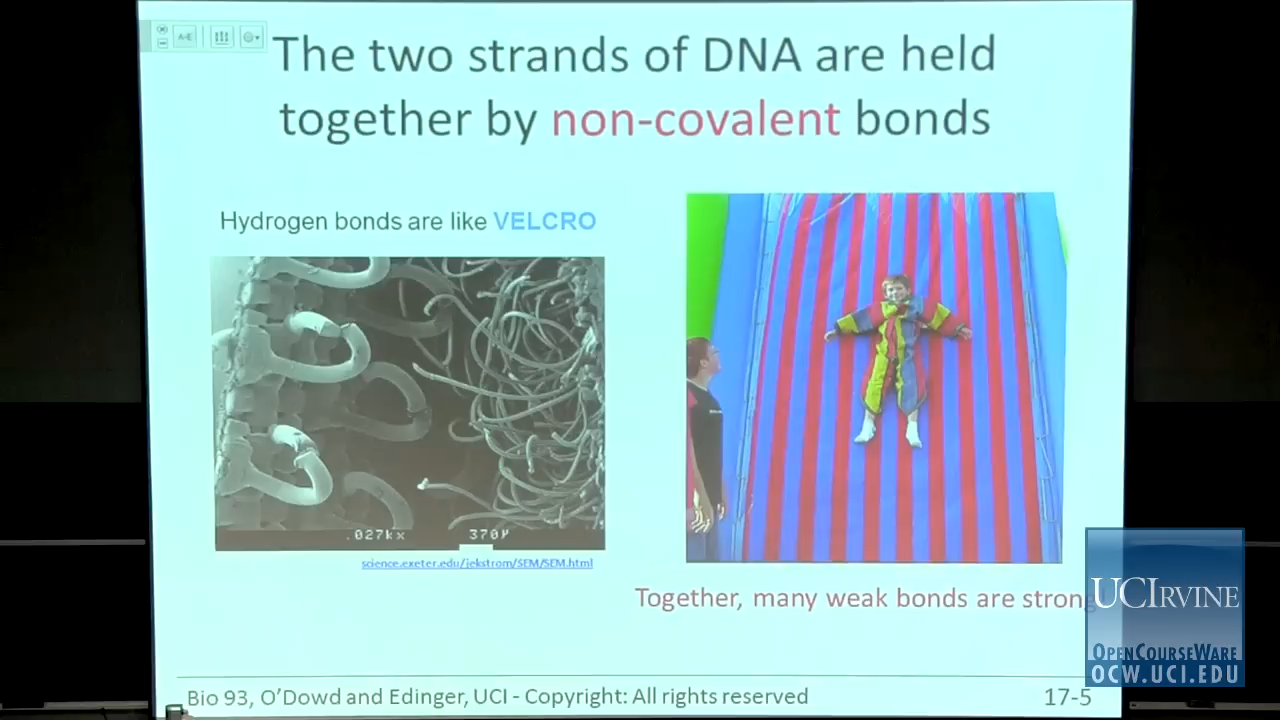 The two strands of DNA are held
together by non-covalent bonds
Hydrogen bonds are like VELCRO
.027kx 370µ
science.exeter.edu/jekstrom/SEM/SEM.html
Together, many weak bonds are strong
Bio 93, O'Dowd and Edinger, UCI - Copyright: All rights reserved
17-5
UCIRVINE
OPENCOURSEWARE
OCW.UCI.EDU